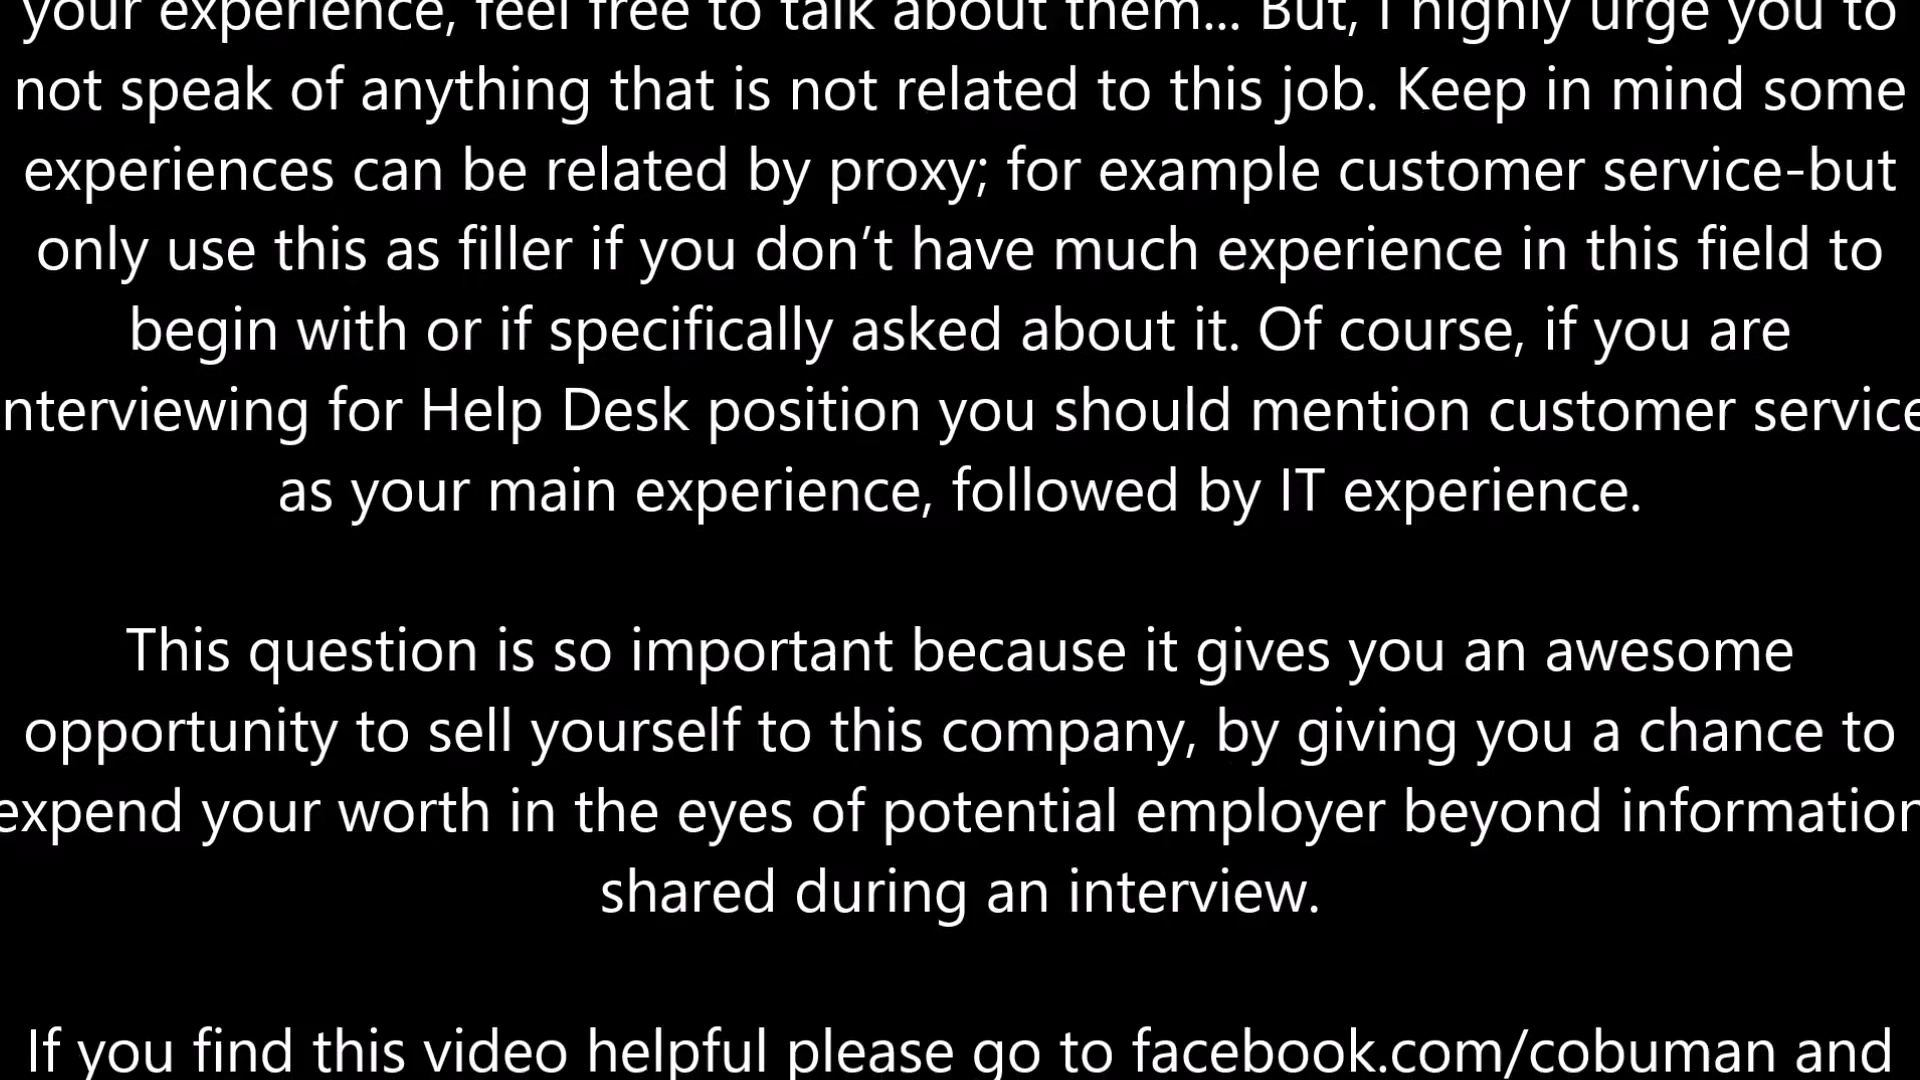 your experience, feel free to talk about them... But, I highly urge you to
not speak of anything that is not related to this job. Keep in mind some
experiences can be related by proxy; for example customer service-but
only use this as filler if you don’t have much experience in this field to
begin with or if specifically asked about it. Of course, if you are
nterviewing for Help Desk position you should mention customer service
as your main experience, followed by IT experience.
This question is so important because it gives you an awesome
opportunity to sell yourself to this company, by giving you a chance to
expend your worth in the eyes of potential employer beyond information
shared during an interview.
If you find this video helpful please go to facebook.com/cobuman and